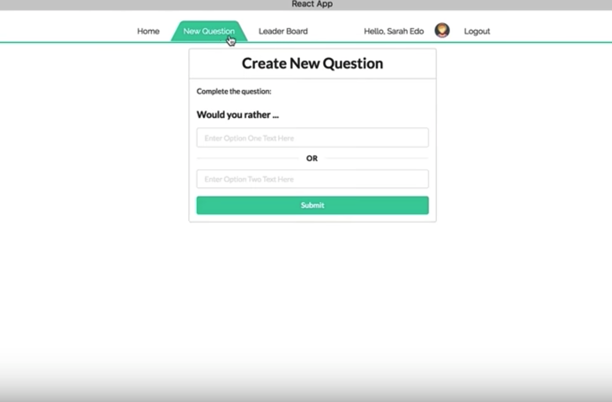 React App
Home New Question Leader Board Hello, Sarah Edo Logout
Create New Question
Complete the question:
Would you rather ...
Enter Option One Text Here
OR
Enter Option Two Text Here
Submit